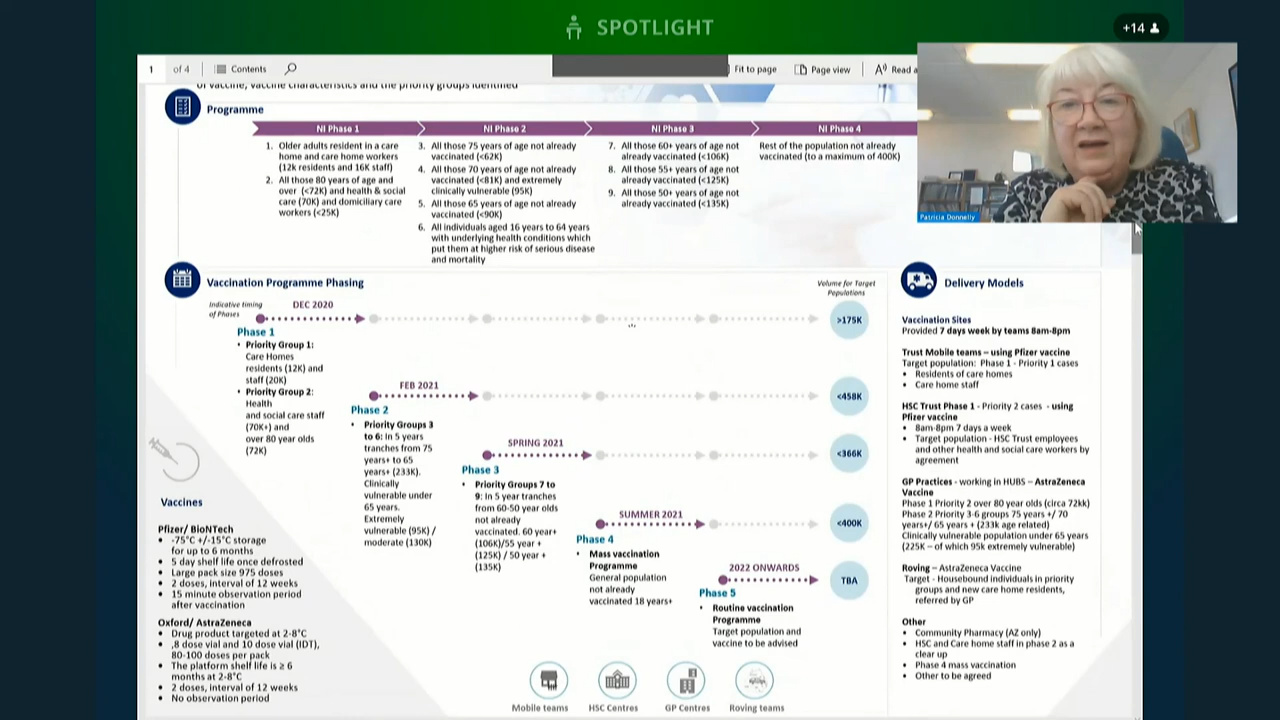 SPOTLIGHT
+14
1 of 4
Contents
Fit to page
Page view
Read a
of vaccine, vaccine characteristics and the priority groups identified
Programme
NI Phase 1
NI Phase 2
NI Phase 3
NI Phase 4
1. Older adults resident in a care
home and care home workers
(12k residents and 16K staff)
2. All those 80 years of age and
over (<72K) and health & social
care (70K) and domiciliary care
workers (<25K)
3. All those 75 years of age not already
vaccinated (<62K)
4. All those 70 years of age not already
vaccinated (<81K) and extremely
clinically vulnerable (95K)
5. All those 65 years of age not already
vaccinated (<90K)
6. All individuals aged 16 years to 64 years
with underlying health conditions which
put them at higher risk of serious disease
and mortality
7. All those 60+ years of age not
already vaccinated (<106K)
8. All those 55+ years of age not
already vaccinated (<125K)
9. All those 50+ years of age not
already vaccinated (<135K)
Rest of the population not already
vaccinated (to a maximum of 400K)
Patricia Donnelly
Vaccination Programme Phasing
Indicative timing
of Phases
Volume for Target
Populations
DEC 2020
>175K
Phase 1
• Priority Group 1:
Care Homes
residents (12K) and
staff (20K)
• Priority Group 2:
Health
and social care staff
(70K+) and
over 80 year olds
(72K)
FEB 2021
<458K
Phase 2
• Priority Groups 3
to 6: In 5 years
tranches from 75
years+ to 65
years+ (233K).
Clinically
vulnerable under
65 years.
Extremely
vulnerable (95K) /
moderate (130K)
SPRING 2021
<366K
Phase 3
• Priority Groups 7 to
9: In 5 year tranches
from 60-50 year olds
not already
vaccinated. 60 year+
(106K)/55 year +
(125K) / 50 year +
(135K)
SUMMER 2021
<400K
Phase 4
• Mass vaccination
Programme
General population
not already
vaccinated 18 years+
2022 ONWARDS
TBA
Phase 5
• Routine vaccination
Programme
Target population and
vaccine to be advised
Vaccines
Pfizer/ BioNTech
• -75°C +/-15°C storage
for up to 6 months
• 5 day shelf life once defrosted
• Large pack size 975 doses
• 2 doses, interval of 12 weeks
• 15 minute observation period
after vaccination
Oxford/ AstraZeneca
• Drug product targeted at 2-8°C
• ,8 dose vial and 10 dose vial (IDT),
80-100 doses per pack
• The platform shelf life is ≥ 6
months at 2-8°C
• 2 doses, interval of 12 weeks
• No observation period
Mobile teams
HSC Centres
GP Centres
Roving teams
Delivery Models
Vaccination Sites
Provided 7 days week by teams 8am-8pm
Trust Mobile teams – using Pfizer vaccine
Target population: Phase 1 - Priority 1 cases
• Residents of care homes
• Care home staff
HSC Trust Phase 1 - Priority 2 cases - using
Pfizer vaccine
• 8am-8pm 7 days a week
• Target population - HSC Trust employees
and other health and social care workers by
agreement
GP Practices - working in HUBS – AstraZeneca
Vaccine
Phase 1 Priority 2 over 80 year olds (circa 72kk)
Phase 2 Priority 3-6 groups 75 years +/ 70
years+/ 65 years + (233k age related)
Clinically vulnerable population under 65 years
(225K – of which 95k extremely vulnerable)
Roving – AstraZeneca Vaccine
Target - Housebound individuals in priority
groups and new care home residents,
referred by GP
Other
• Community Pharmacy (AZ only)
• HSC and Care home staff in phase 2 as a
clear up
• Phase 4 mass vaccination
• Other to be agreed